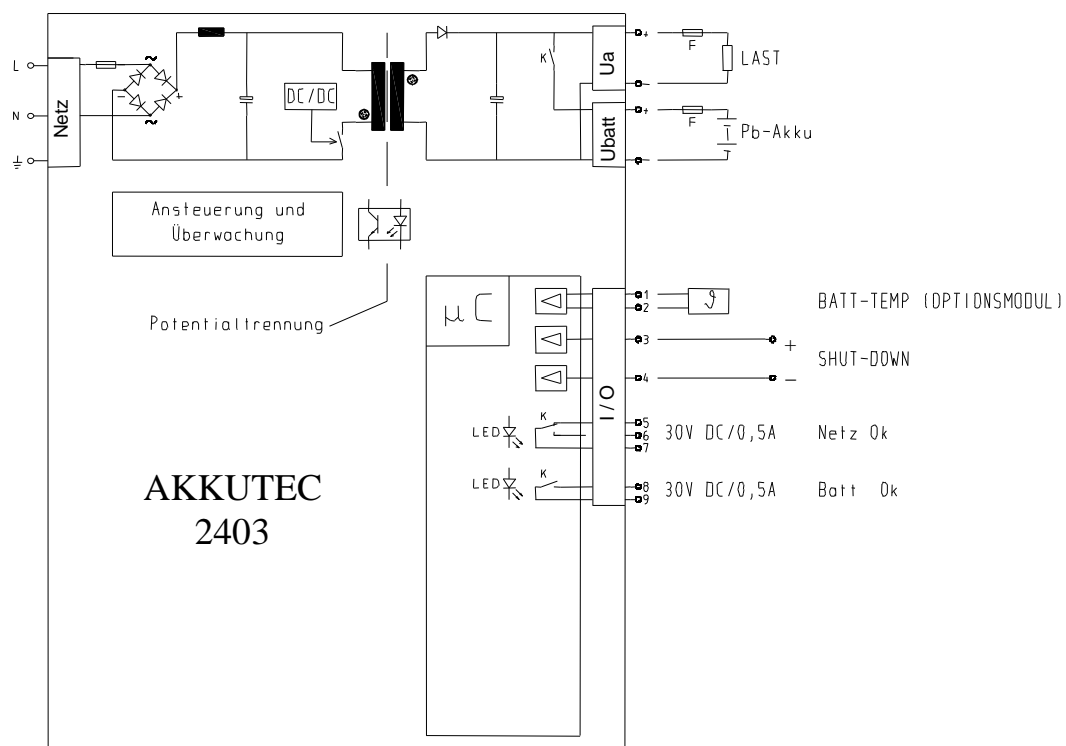 L
N
Netz
~
~
-
+
DC/DC
K
Ua
Ubatt
+
-
+
-
F
LAST
F
Pb-Akku
Ansteuerung und
Überwachung
Potentialtrennung
µC
I/O
1
2
ϑ
BATT-TEMP (OPTIONSMODUL)
3
+
SHUT-DOWN
4
-
LED
K
5
6
7
30V DC/0,5A
Netz Ok
LED
K
8
9
30V DC/0,5A
Batt Ok
AKKUTEC
2403